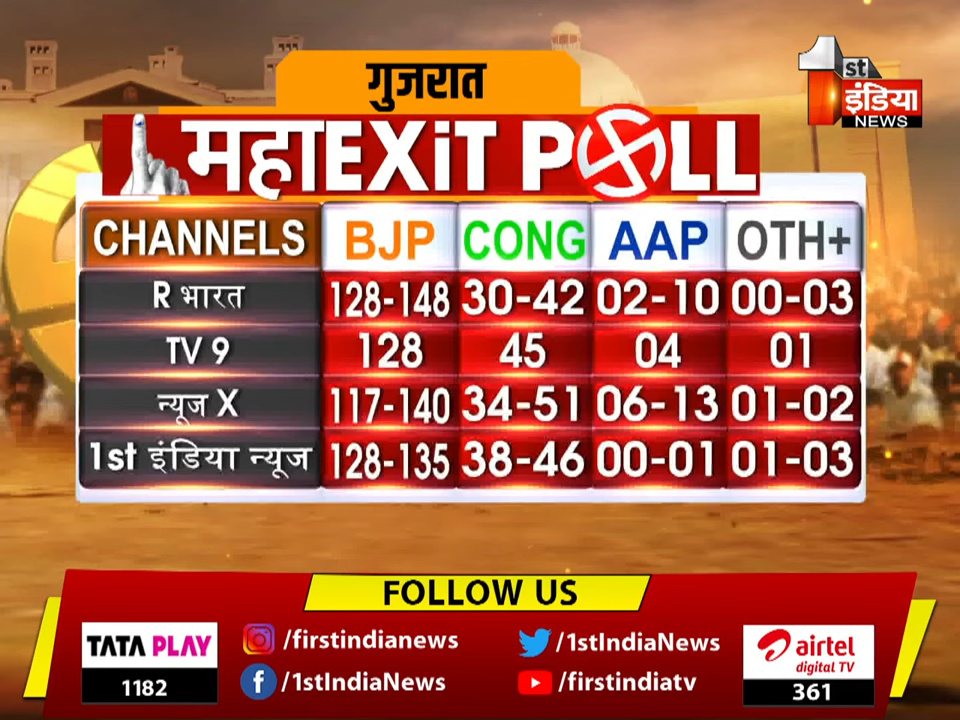 गुजरात
1st
इंडिया
NEWS
महाEXiT POLL
CHANNELS BJP CONG AAP OTH+
R भारत 128-148 30-42 02-10 00-03
TV 9 128 45 04 01
न्यूज X 117-140 34-51 06-13 01-02
1st इंडिया न्यूज 128-135 38-46 00-01 01-03
FOLLOW US
TATA PLAY
1182
/firstindianews
/1stIndiaNews
/1stIndiaNews
/firstindiatv
airtel
digital TV
361